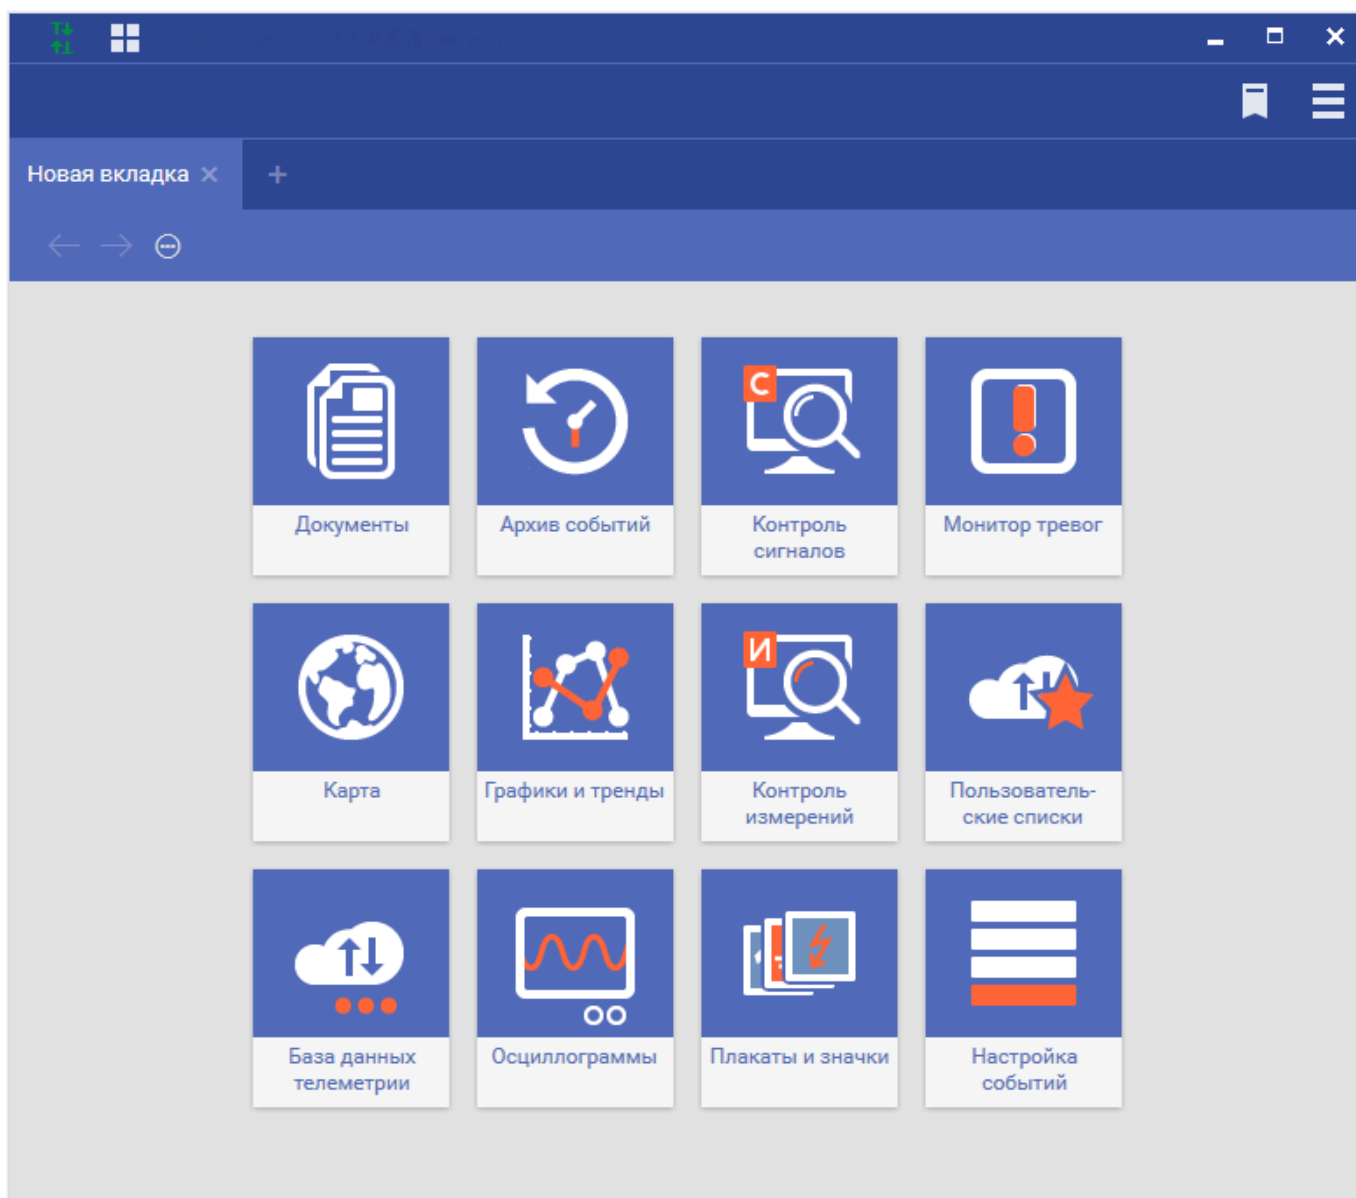 Новая вкладка
Документы
Архив событий
С
Контроль
сигналов
Монитор тревог
Карта
Графики и тренды
И
Контроль
измерений
Пользователь-
ские списки
База данных
телеметрии
Осциллограммы
Плакаты и значки
Настройка
событий